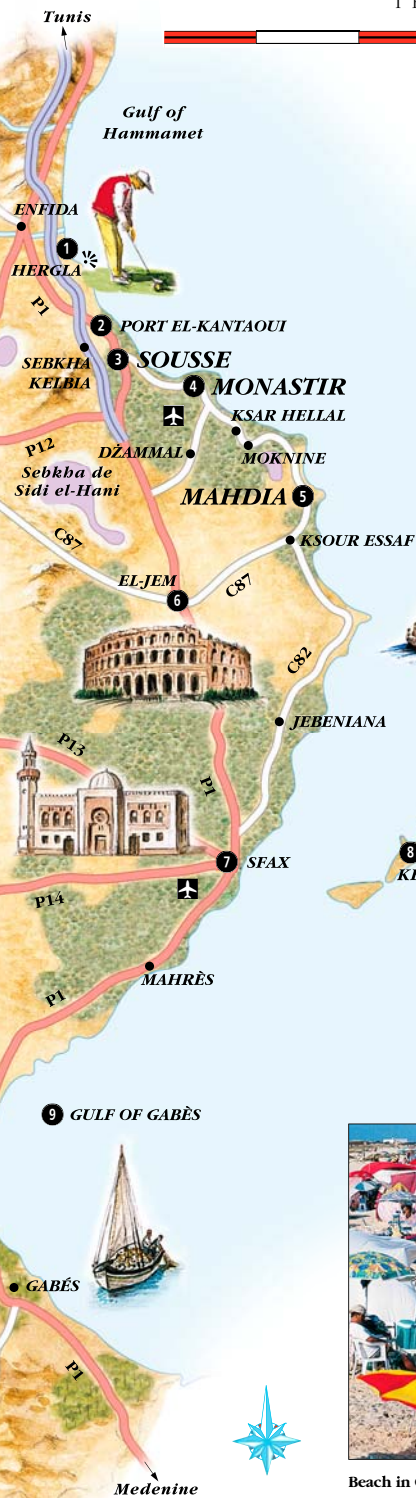 Tunis
Gulf of
Hammamet
ENFIDA
1
HERGLA
P1
2 PORT EL-KANTAOUI
3 SOUSSE
SEBKHA
KELBIA
4 MONASTIR
KSAR HELLAL
P12
DŻAMMAL
MOKNINE
Sebkha de
Sidi el-Hani
MAHDIA 5
C87
KSOUR ESSAF
EL-JEM
6
C87
C82
JEBENIANA
P13
P1
7 SFAX
8
P14
MAHRÈS
P1
9 GULF OF GABÈS
GABÉS
P1
Medenine
Beach in